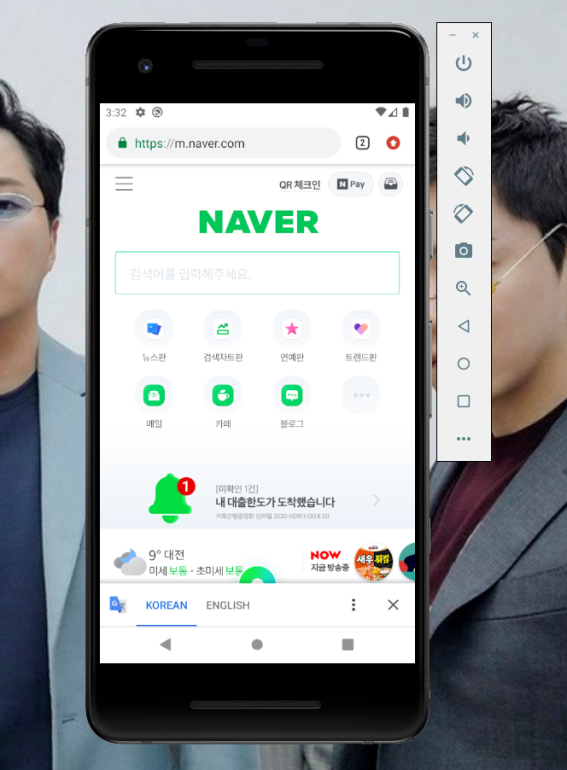 3:32
https://m.naver.com
2
QR 체크인
N Pay
NAVER
검색어를 입력해주세요.
뉴스판
검색차트판
연예판
트렌드판
메일
카페
블로그
1
[미확인 1건]
내 대출한도가 도착했습니다
9° 대전
미세 보통 · 초미세 보통
NOW
지금 방송중
새우튀김
KOREAN
ENGLISH